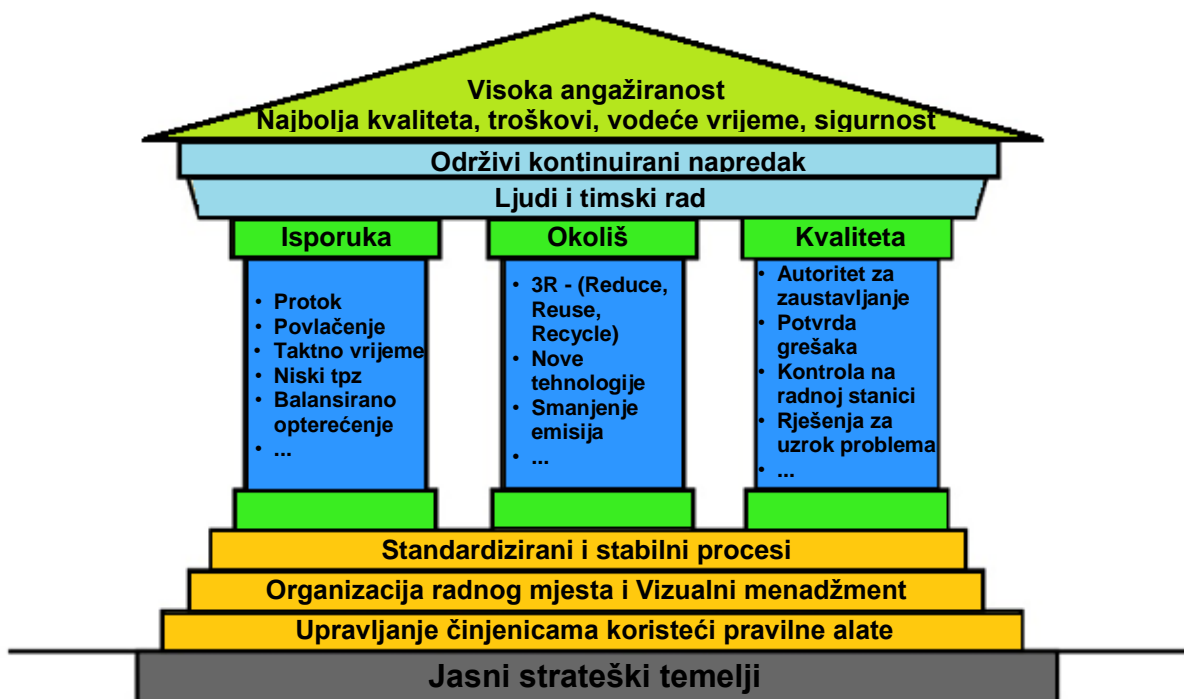 Visoka angažiranost
Najbolja kvaliteta, troškovi, vodeće vrijeme, sigurnost
Održivi kontinuirani napredak
Ljudi i timski rad
Isporuka
• Protok
• Povlačenje
• Taktno vrijeme
• Niski tpz
• Balansirano
opterećenje
• ...
Okoliš
• 3R - (Reduce,
Reuse,
Recycle)
• Nove
tehnologije
• Smanjenje
emisija
• ...
Kvaliteta
• Autoritet za
zaustavljanje
• Potvrda
grešaka
• Kontrola na
radnoj stanici
• Rješenja za
uzrok problema
• ...
Standardizirani i stabilni procesi
Organizacija radnog mjesta i Vizualni menadžment
Upravljanje činjenicama koristeći pravilne alate
Jasni strateški temelji